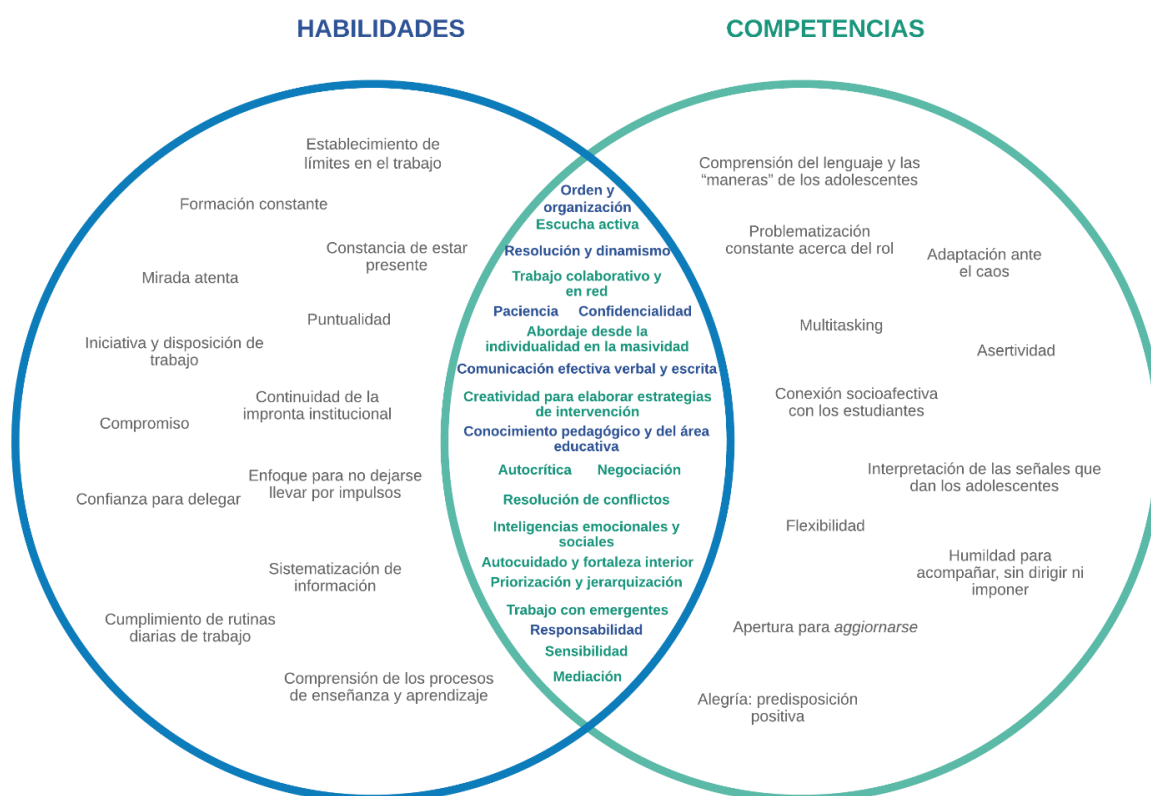 HABILIDADES
COMPETENCIAS
Establecimiento de
límites en el trabajo
Formación constante
Constancia de estar
presente
Mirada atenta
Puntualidad
Iniciativa y disposición de
trabajo
Continuidad de la
impronta institucional
Compromiso
Enfoque para no dejarse
llevar por impulsos
Confianza para delegar
Sistematización de
información
Cumplimiento de rutinas
diarias de trabajo
Comprensión de los procesos
de enseñanza y aprendizaje
Orden y
organización
Escucha activa
Resolución y dinamismo
Trabajo colaborativo y
en red
Paciencia Confidencialidad
Abordaje desde la
individualidad en la masividad
Comunicación efectiva verbal y escrita
Creatividad para elaborar estrategias
de intervención
Conocimiento pedagógico y del área
educativa
Autocrítica Negociación
Resolución de conflictos
Inteligencias emocionales y
sociales
Autocuidado y fortaleza interior
Priorización y jerarquización
Trabajo con emergentes
Responsabilidad
Sensibilidad
Mediación
Comprensión del lenguaje y las
“maneras” de los adolescentes
Problematización
constante acerca del rol
Adaptación ante
el caos
Multitasking
Asertividad
Conexión socioafectiva
con los estudiantes
Interpretación de las señales que
dan los adolescentes
Flexibilidad
Humildad para
acompañar, sin dirigir ni
imponer
Apertura para aggiornarse
Alegría: predisposición
positiva